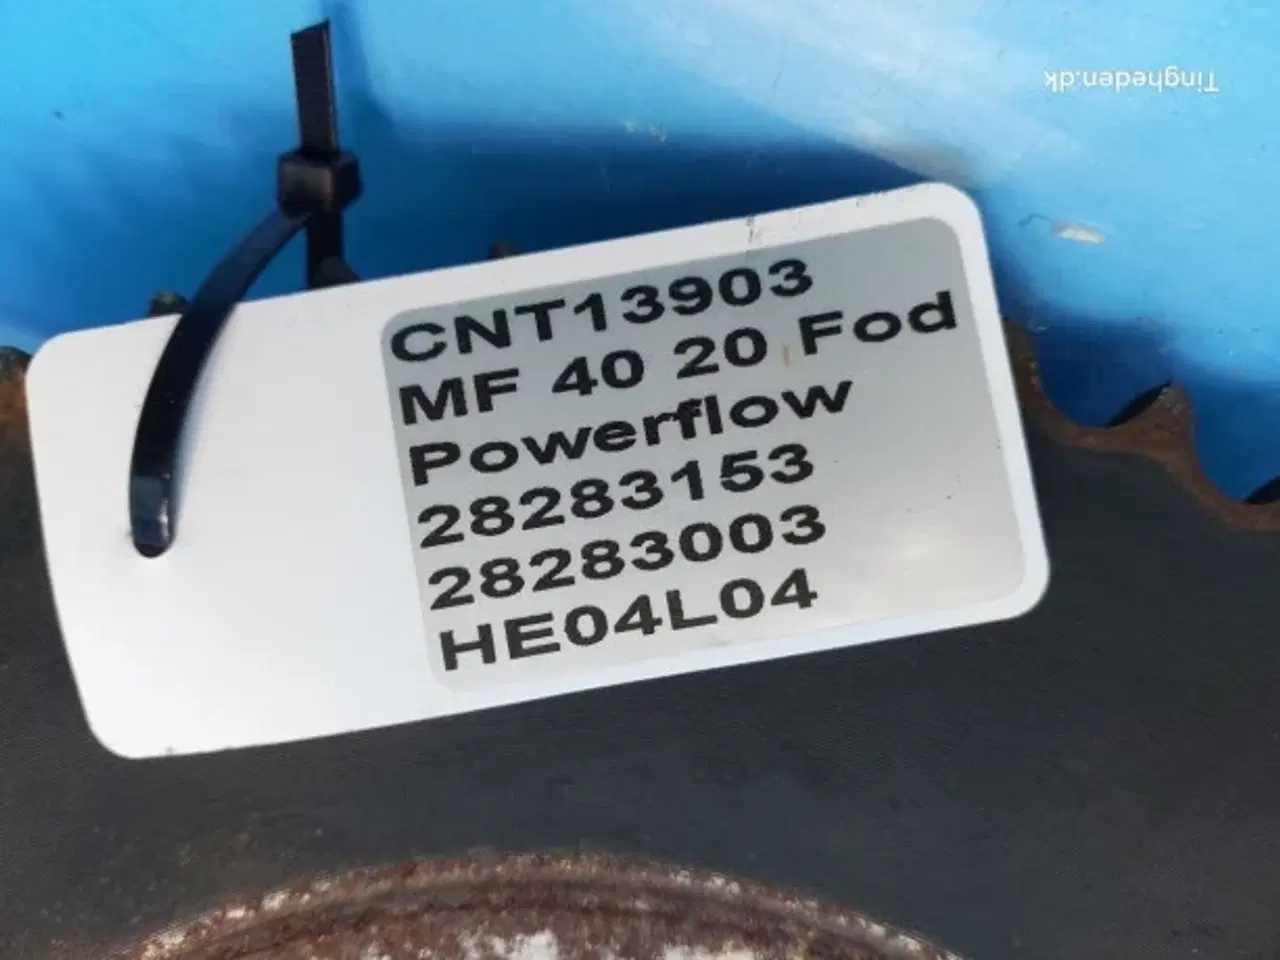 Tingheden.dk
CNT13903
MF 40 20 Fod
Powerflow
28283153
28283003
HE04L04